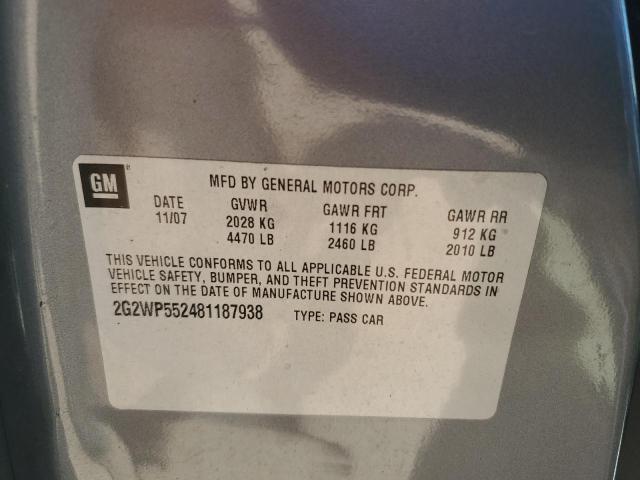 GM
MFD BY GENERAL MOTORS CORP.
DATE GVWR GAWR FRT GAWR RR
11/07 2028 KG 1116 KG 912 KG
4470 LB 2460 LB 2010 LB
THIS VEHICLE CONFORMS TO ALL APPLICABLE U.S. FEDERAL MOTOR
VEHICLE SAFETY, BUMPER, AND THEFT PREVENTION STANDARDS IN
EFFECT ON THE DATE OF MANUFACTURE SHOWN ABOVE.
2G2WP552481187938 TYPE: PASS CAR